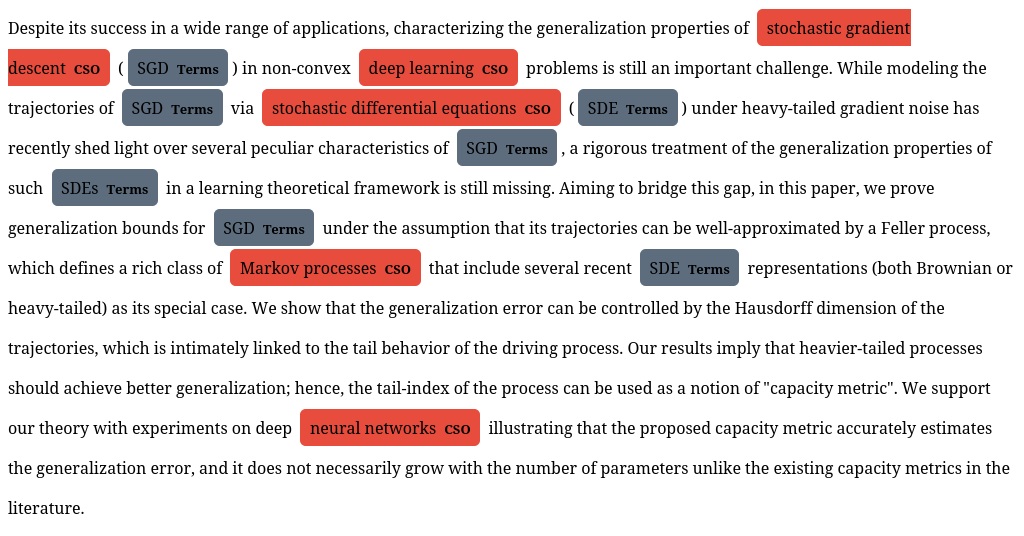 Despite its success in a wide range of applications, characterizing the generalization properties of stochastic gradient
descent CSO ( SGD Terms ) in non-convex deep learning CSO problems is still an important challenge. While modeling the
trajectories of SGD Terms via stochastic differential equations CSO ( SDE Terms ) under heavy-tailed gradient noise has
recently shed light over several peculiar characteristics of SGD Terms , a rigorous treatment of the generalization properties of
such SDEs Terms in a learning theoretical framework is still missing. Aiming to bridge this gap, in this paper, we prove
generalization bounds for SGD Terms under the assumption that its trajectories can be well-approximated by a Feller process,
which defines a rich class of Markov processes CSO that include several recent SDE Terms representations (both Brownian or
heavy-tailed) as its special case. We show that the generalization error can be controlled by the Hausdorff dimension of the
trajectories, which is intimately linked to the tail behavior of the driving process. Our results imply that heavier-tailed processes
should achieve better generalization; hence, the tail-index of the process can be used as a notion of "capacity metric". We support
our theory with experiments on deep neural networks CSO illustrating that the proposed capacity metric accurately estimates
the generalization error, and it does not necessarily grow with the number of parameters unlike the existing capacity metrics in the
literature.